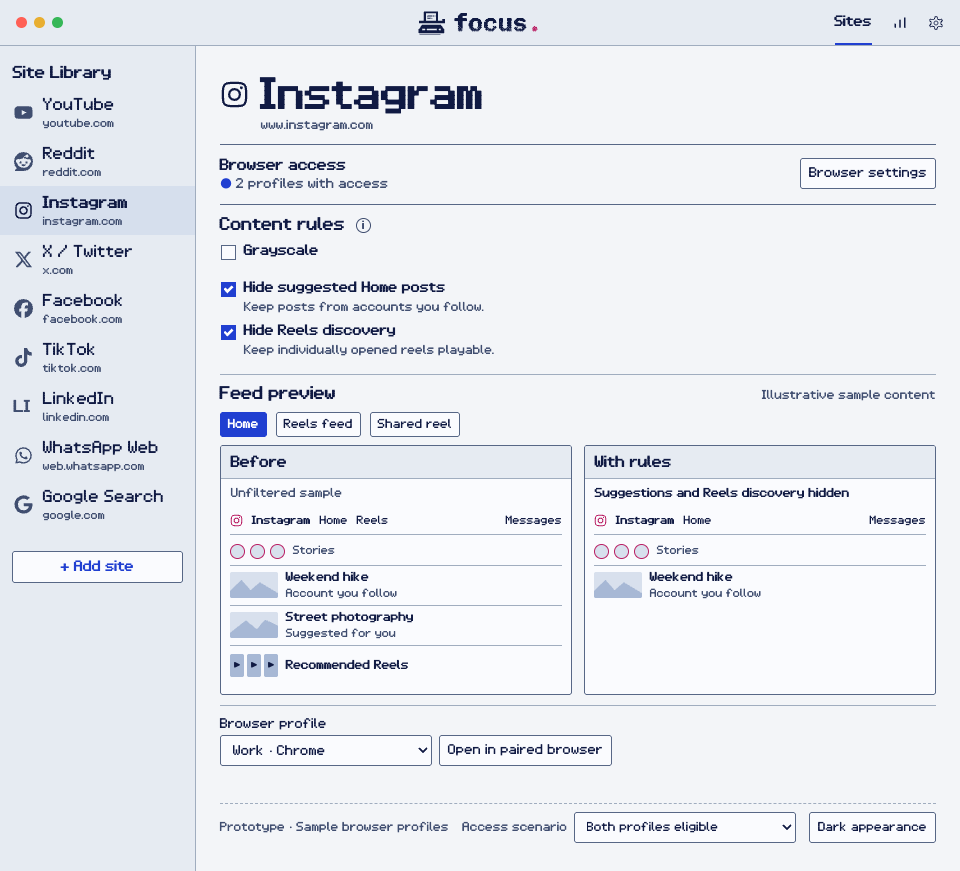 focus.
Sites
Site Library
YouTube
youtube.com
Reddit
reddit.com
Instagram
instagram.com
X / Twitter
x.com
Facebook
facebook.com
TikTok
tiktok.com
LI
LinkedIn
linkedin.com
WhatsApp Web
web.whatsapp.com
Google Search
google.com
+ Add site
Instagram
www.instagram.com
Browser access
2 profiles with access
Browser settings
Content rules
Grayscale
Hide suggested Home posts
Keep posts from accounts you follow.
Hide Reels discovery
Keep individually opened reels playable.
Feed preview
Illustrative sample content
Home Reels feed Shared reel
Before
Unfiltered sample
Instagram Home Reels Messages
Stories
Weekend hike
Account you follow
Street photography
Suggested for you
Recommended Reels
With rules
Suggestions and Reels discovery hidden
Instagram Home Messages
Stories
Weekend hike
Account you follow
Browser profile
Work · Chrome Open in paired browser
Prototype · Sample browser profiles Access scenario Both profiles eligible Dark appearance